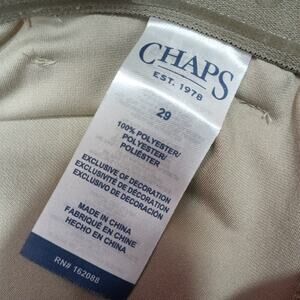 CHAPS
EST. 1978
29
100% POLYESTER/
POLYESTER/
POLIÉSTER
EXCLUSIVE OF DECORATION
EXCLUSIVITÉ DE DÉCORATION
EXCLUSIVO DE DECORACIÓN
MADE IN CHINA
FABRIQUÉ EN CHINE
HECHO EN CHINA
RN# 162088